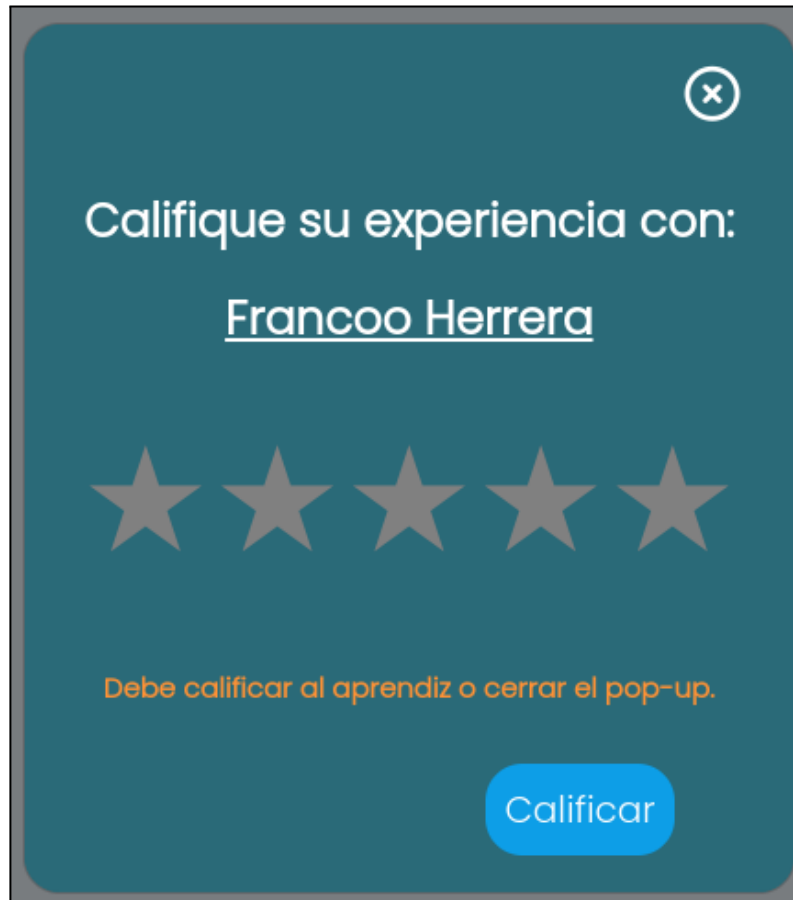 Califique su experiencia con:
Francoo Herrera
Debe calificar al aprendiz o cerrar el pop-up.
Calificar